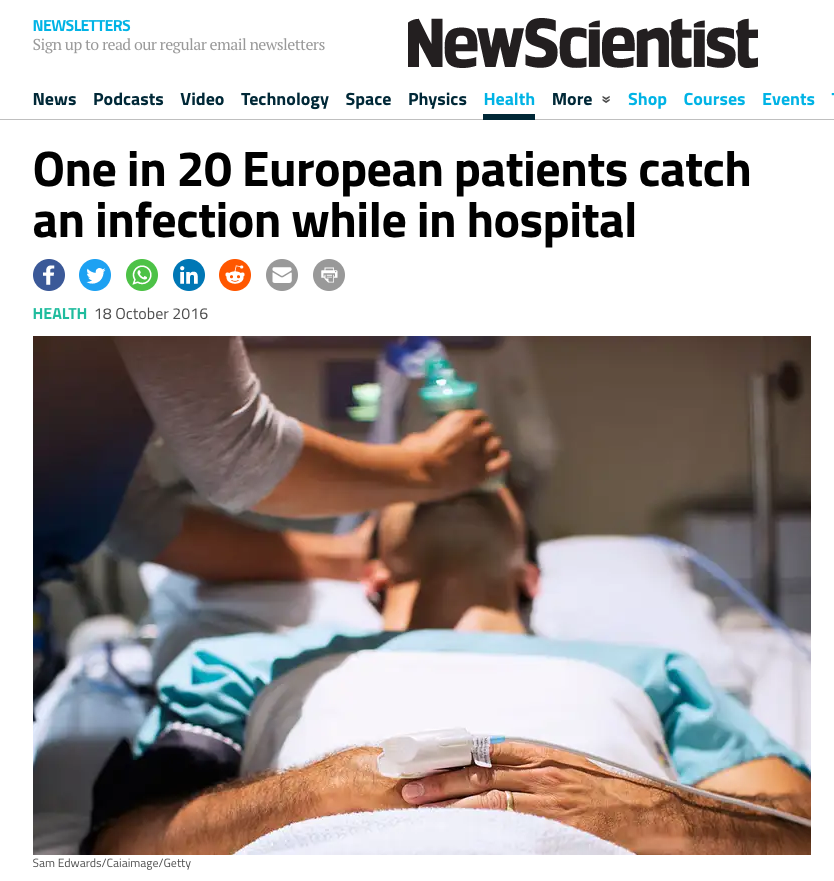 NEWSLETTERS
Sign up to read our regular email newsletters
NewScientist
News Podcasts Video Technology Space Physics Health More Shop Courses Events
One in 20 European patients catch
an infection while in hospital
HEALTH 18 October 2016
Sam Edwards/Caiaimage/Getty